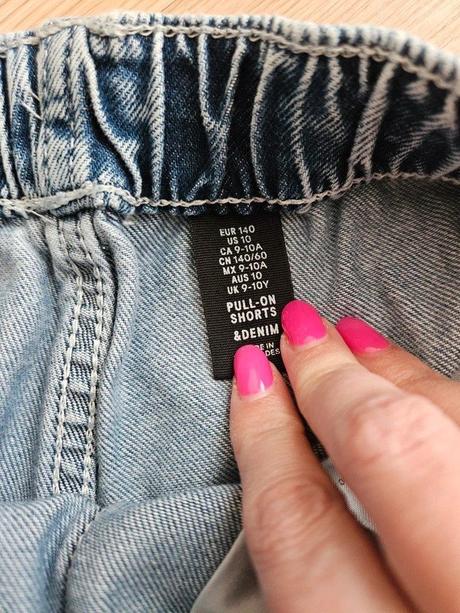 EUR 140
US 10
CA 9-10A
CN 140/60
MX 9-10A
AUS 10
UK 9-10Y
PULL-ON
SHORTS
&DENIM
IN